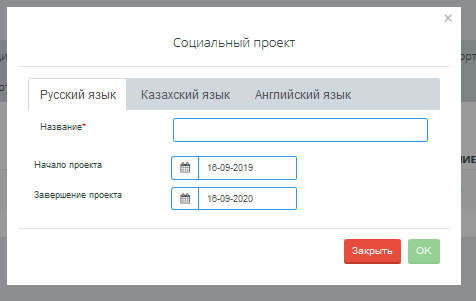 ×
Социальный проект
Русский язык Казахский язык Английский язык
Название*
Начало проекта 16-09-2019
Завершение проекта 16-09-2020
Закрыть OK